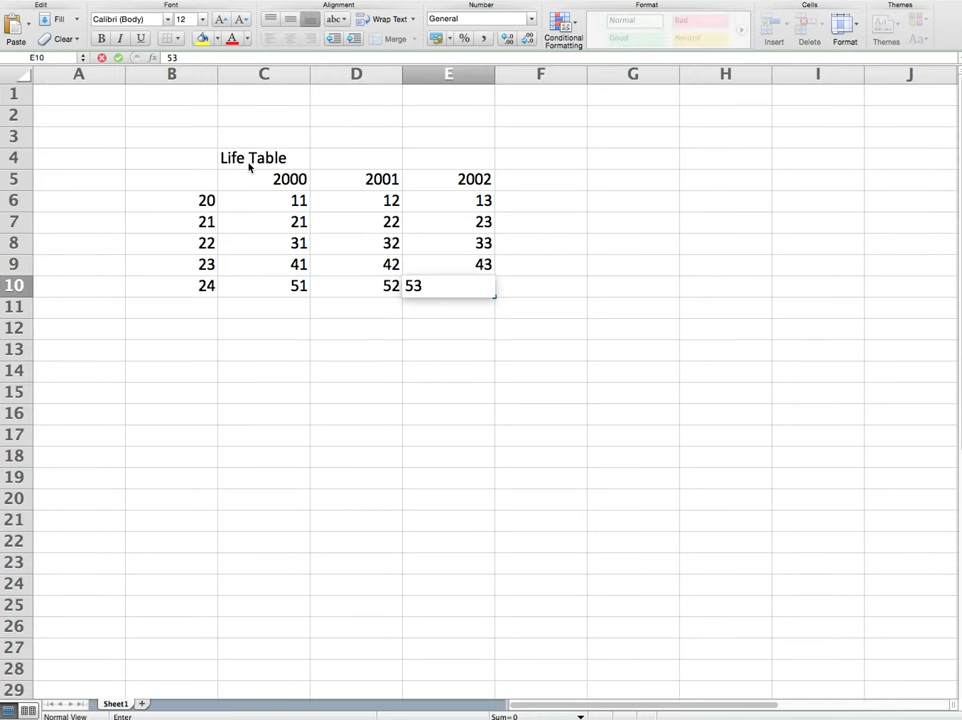 Edit Font Alignment Number Format Cells Themes
Fill Calibri (Body) 12 A A abc Wrap Text General Normal Bad
Paste Clear B I U A Merge % , Conditional Formatting Good Neutral Insert Delete Format Themes Aa
E10 fx 53
A B C D E F G H I J
1
2
3
4 Life Table
5 2000 2001 2002
6 20 11 12 13
7 21 21 22 23
8 22 31 32 33
9 23 41 42 43
10 24 51 52 53
11
12
13
14
15
16
17
18
19
20
21
22
23
24
25
26
27
28
29
Sheet1
Normal View Enter Sum=0